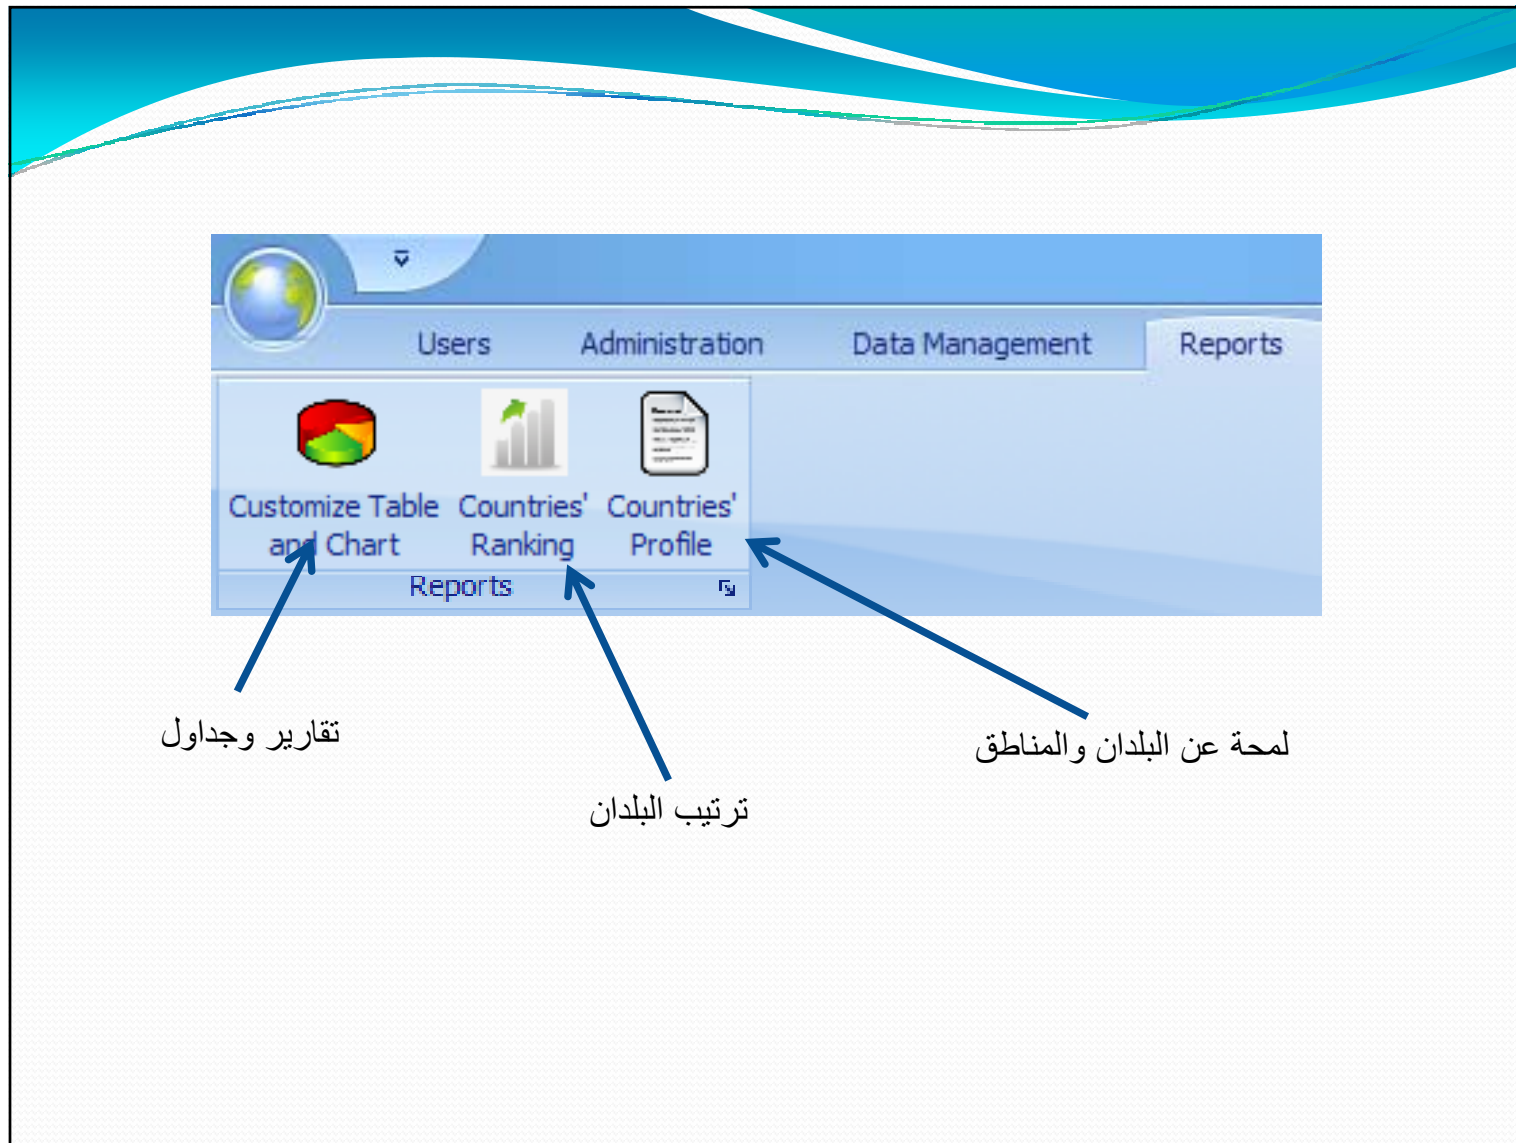 Users Administration Data Management Reports
Customize Table Countries' Countries'
and Chart Ranking Profile
Reports
تقارير وجداول
لمحة عن البلدان والمناطق
ترتيب البلدان